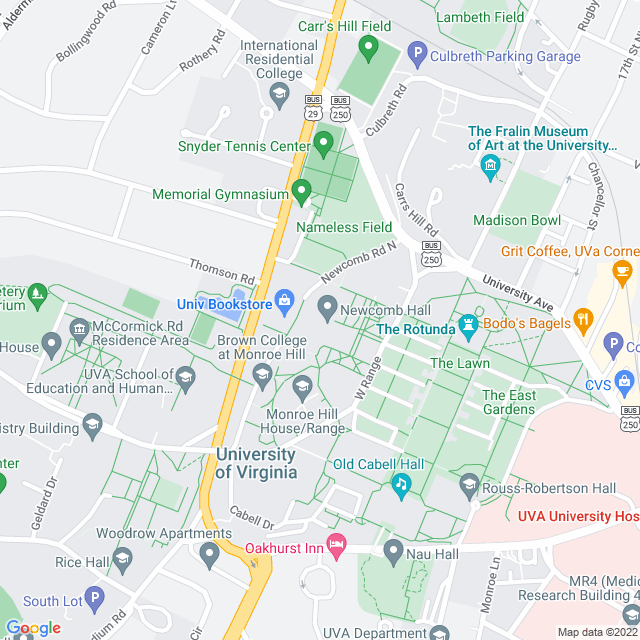 Alderm
Bollingwood Rd
Cameron L
Rothery Rd
International
Residential
College
BUS
29
BUS
250
Carr's Hill Field
Lambeth Field
Culbreth Parking Garage
Rugby
17th St N
Culbreth Rd
Snyder Tennis Center
The Fralin Museum
of Art at the University...
Memorial Gymnasium
Carrs Hill Rd
Chancellor St
Nameless Field
Madison Bowl
BUS
250
Grit Coffee, UVa Corne
Thomson Rd
Newcomb Rd N
University Ave
etery
rium
Univ Bookstore
Newcomb Hall
Bodo's Bagels
McCormick Rd
Residence Area
The Rotunda
House
Brown College
at Monroe Hill
W Range
The Lawn
Co
UVA School of
Education and Human...
CVS
The East
Gardens
BUS
250
Monroe Hill
House/Range
istry Building
University
of Virginia
Old Cabell Hall
nter
Geldard Dr
Rouss-Robertson Hall
Cabell Dr
UVA University Hos
Woodrow Apartments
Oakhurst Inn
Nau Hall
Rice Hall
Monroe Ln
MR4 (Medic
Research Building 4
South Lot
dium Rd
Cir
UVA Department
Google
Map data ©2022